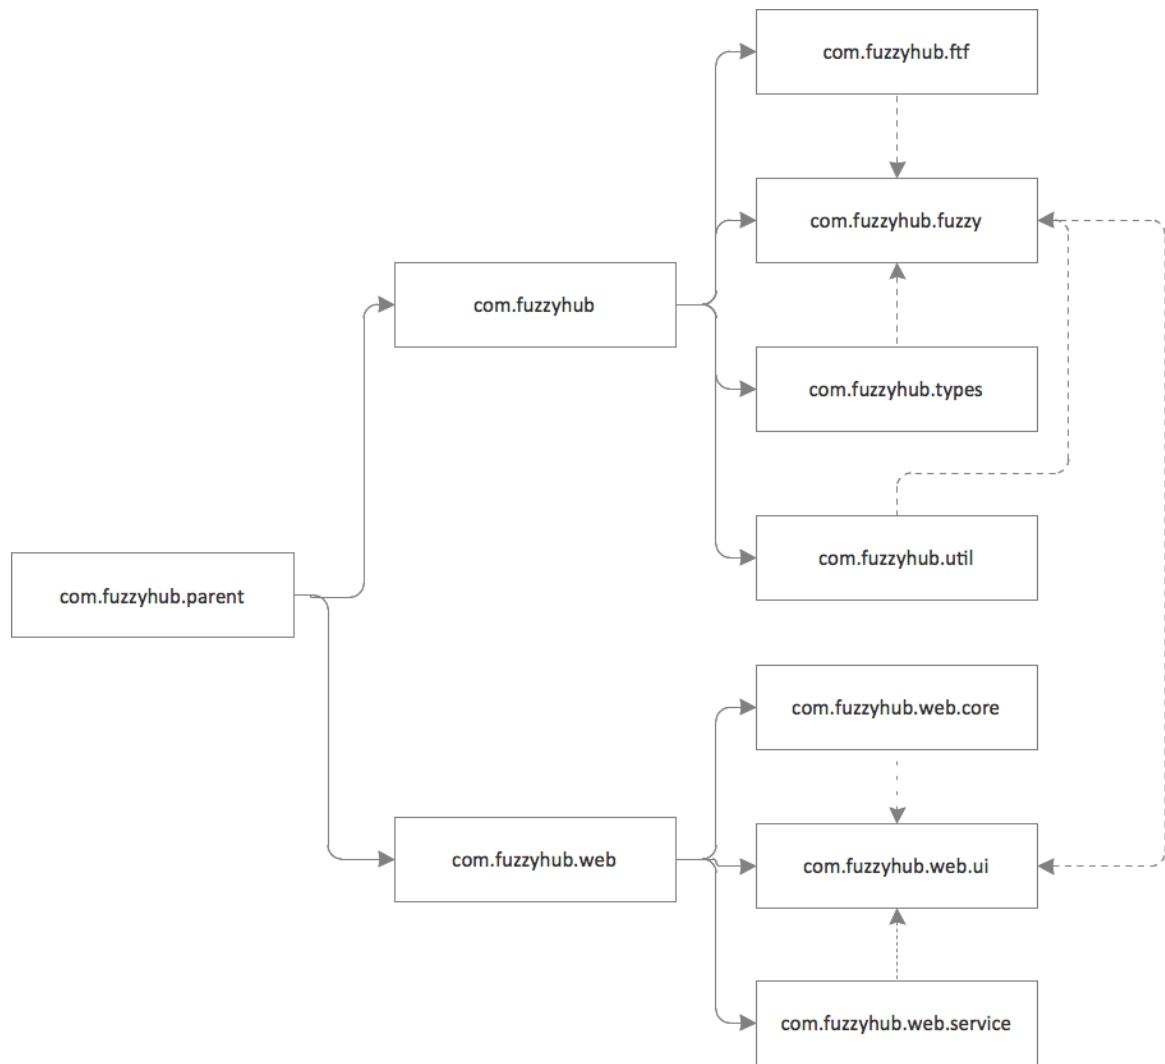 com.fuzzyhub.ftf
com.fuzzyhub.fuzzy
com.fuzzyhub
com.fuzzyhub.types
com.fuzzyhub.util
com.fuzzyhub.parent
com.fuzzyhub.web.core
com.fuzzyhub.web
com.fuzzyhub.web.ui
com.fuzzyhub.web.service